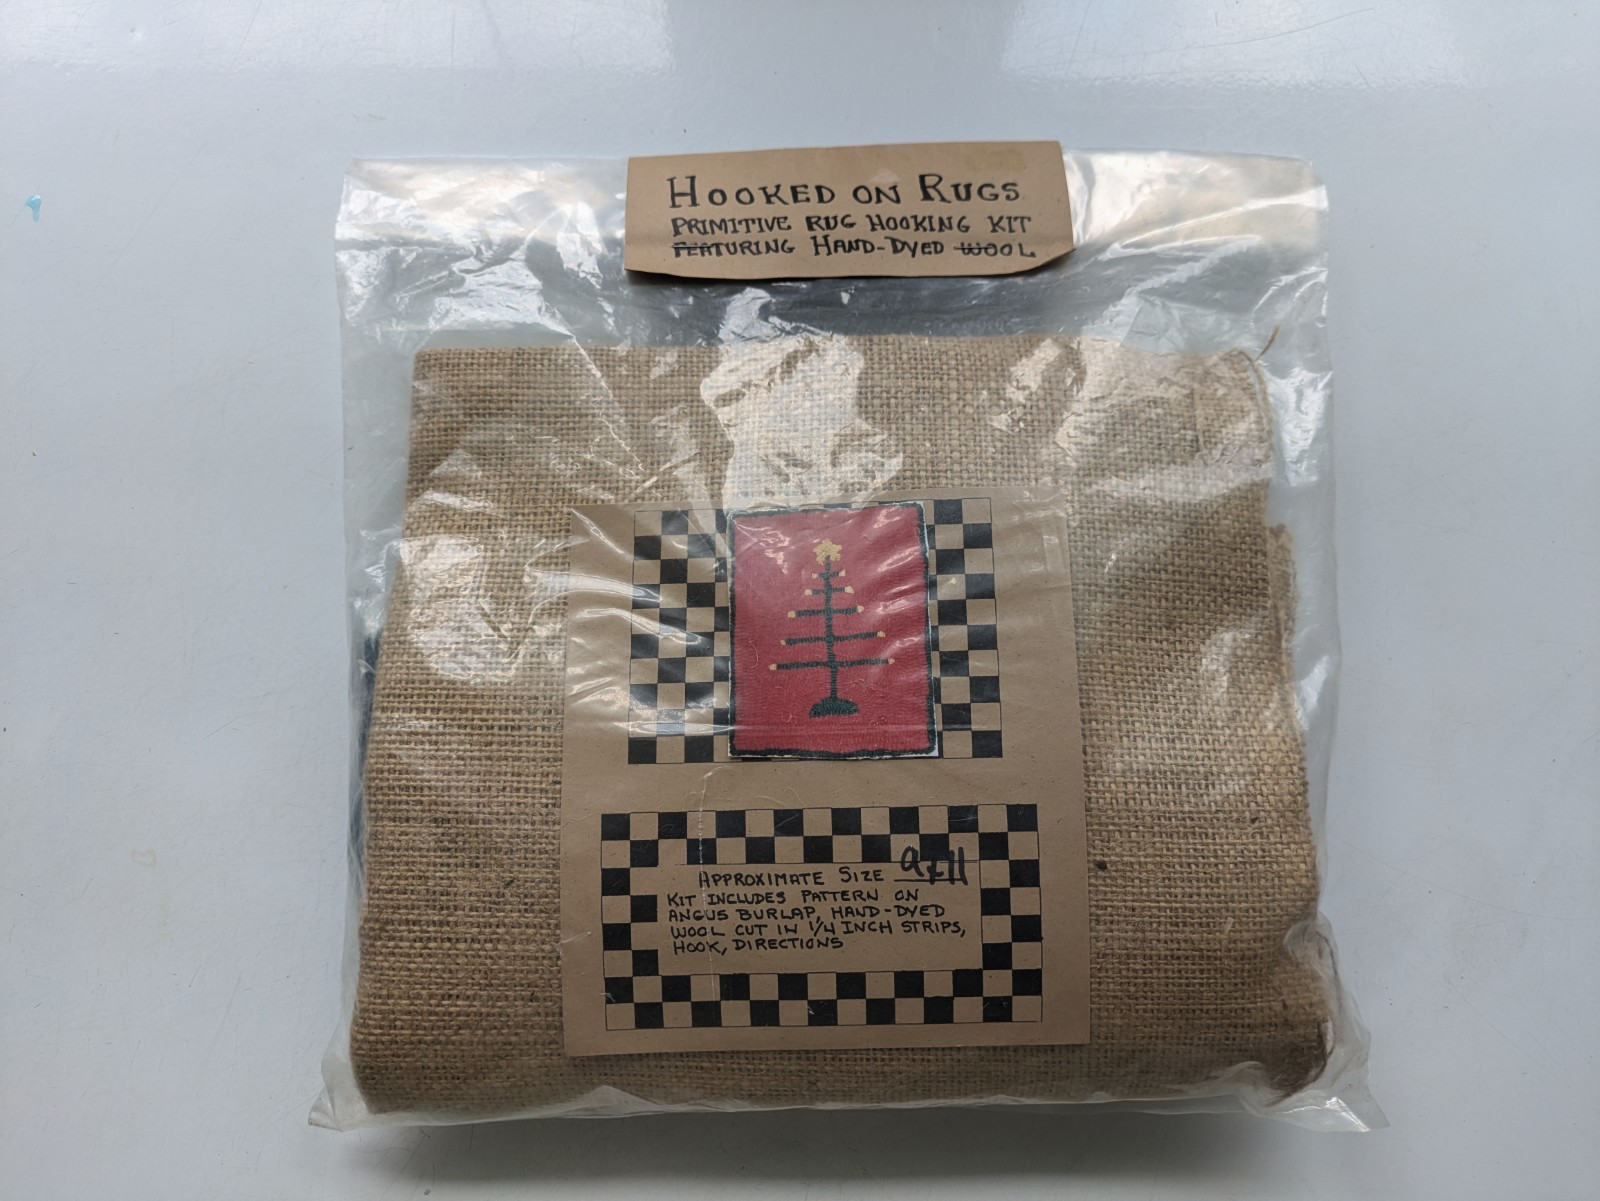 HOOKED ON RUGS
PRIMITIVE RUG HOOKING KIT
FEATURING HAND-DYED WOOL
APPROXIMATE SIZE 9x11
KIT INCLUDES PATTERN ON
ANGUS BURLAP, HAND-DYED
WOOL CUT IN 1/4 INCH STRIPS,
HOOK, DIRECTIONS